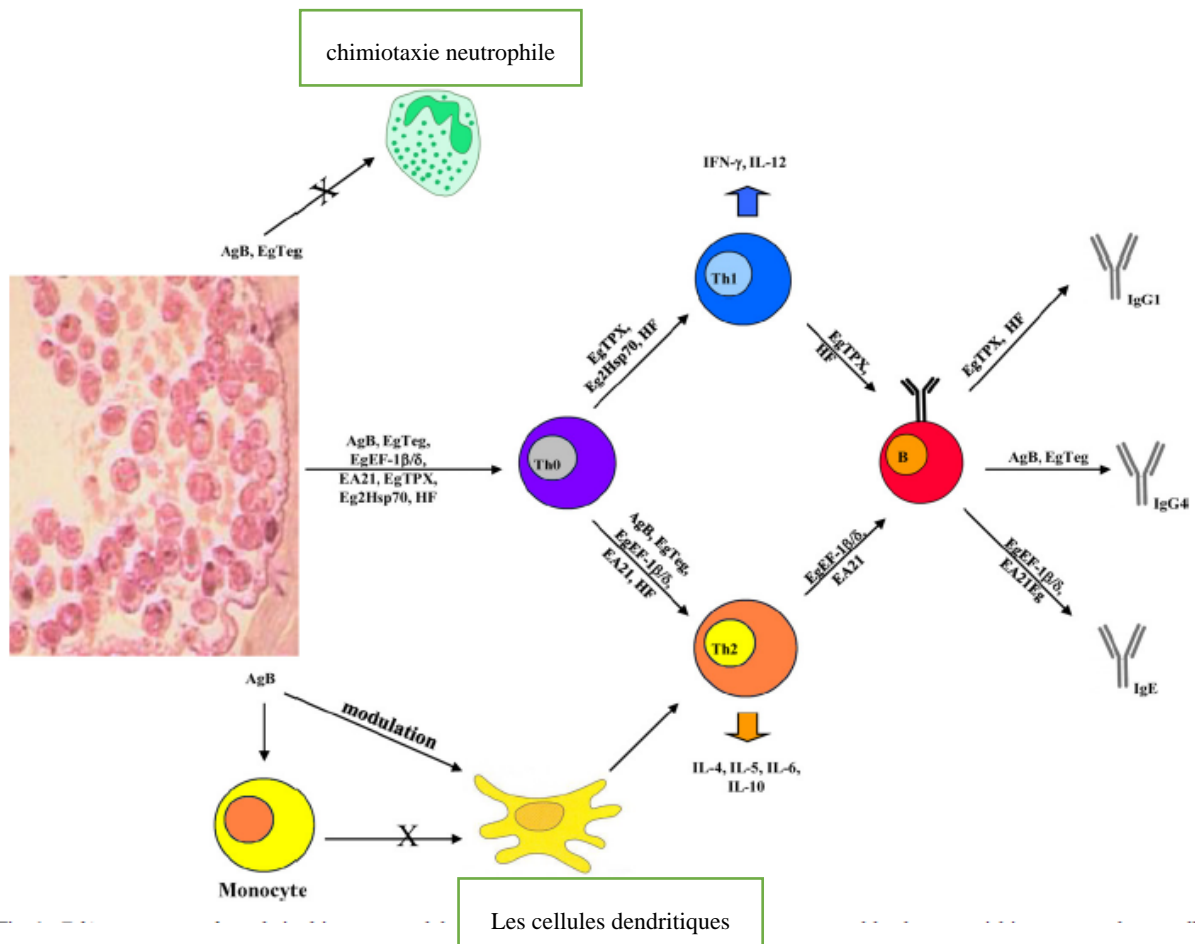 chimiotaxie neutrophile
AgB, EgTeg
IFN-γ, IL-12
Th1
IgG1
EgTPX,
Eg2Hsp70, HF
EgTPX,
HF
EgTPX, HF
AgB, EgTeg,
EgEF-1β/δ,
EA21, EgTPX,
Eg2Hsp70, HF
Th0
B
AgB, EgTeg
IgG4
AgB, EgTeg,
EgEF-1β/δ,
EA21, HF
EgEF-1β/δ,
EA21
EgEF-1β/δ,
EA21Eg
Th2
IgE
AgB
modulation
IL-4, IL-5, IL-6,
IL-10
X
X
Monocyte
Les cellules dendritiques